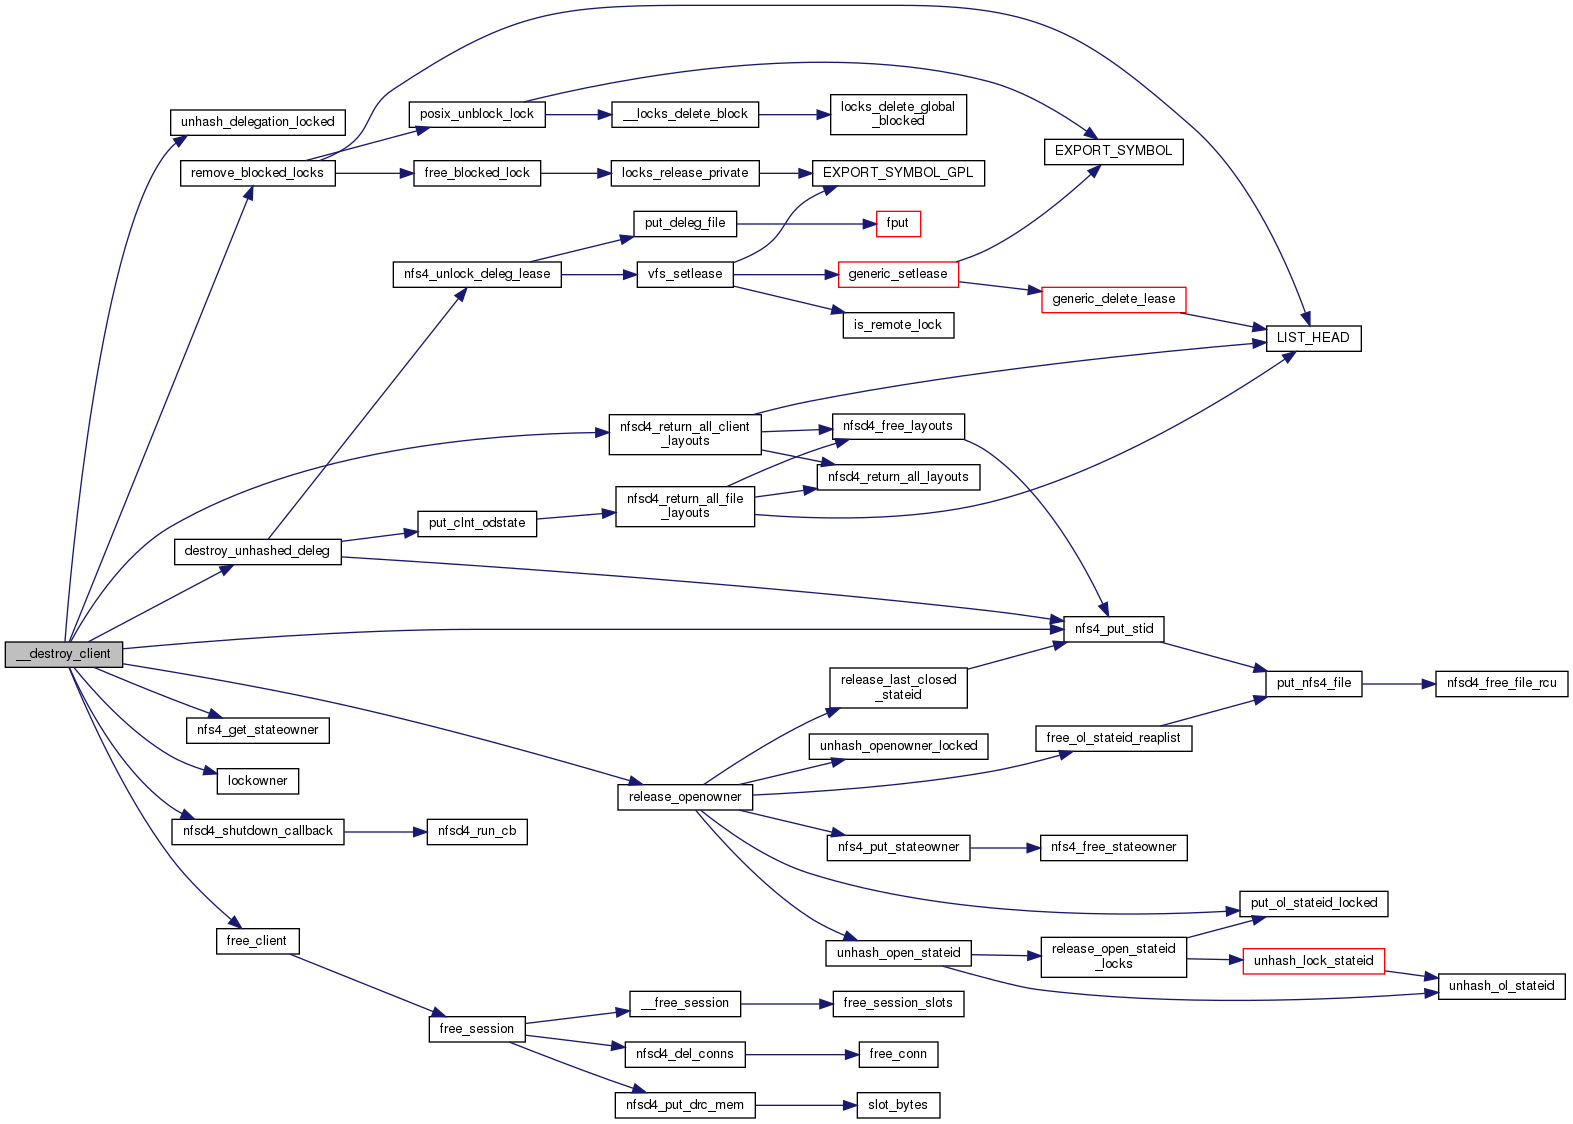 unhash_delegation_locked
remove_blocked_locks
posix_unblock_lock
__locks_delete_block
locks_delete_global
_blocked
EXPORT_SYMBOL
free_blocked_lock
locks_release_private
EXPORT_SYMBOL_GPL
put_deleg_file
fput
nfs4_unlock_deleg_lease
vfs_setlease
generic_setlease
generic_delete_lease
is_remote_lock
LIST_HEAD
nfsd4_return_all_client
_layouts
nfsd4_free_layouts
nfsd4_return_all_layouts
nfsd4_return_all_file
_layouts
put_clnt_odstate
destroy_unhashed_deleg
__destroy_client
nfs4_put_stid
release_last_closed
_stateid
put_nfs4_file
nfsd4_free_file_rcu
nfs4_get_stateowner
unhash_openowner_locked
free_ol_stateid_reaplist
lockowner
release_openowner
nfsd4_shutdown_callback
nfsd4_run_cb
nfs4_put_stateowner
nfs4_free_stateowner
put_ol_stateid_locked
free_client
unhash_open_stateid
release_open_stateid
_locks
unhash_lock_stateid
unhash_ol_stateid
free_session
__free_session
free_session_slots
nfsd4_del_conns
free_conn
nfsd4_put_drc_mem
slot_bytes